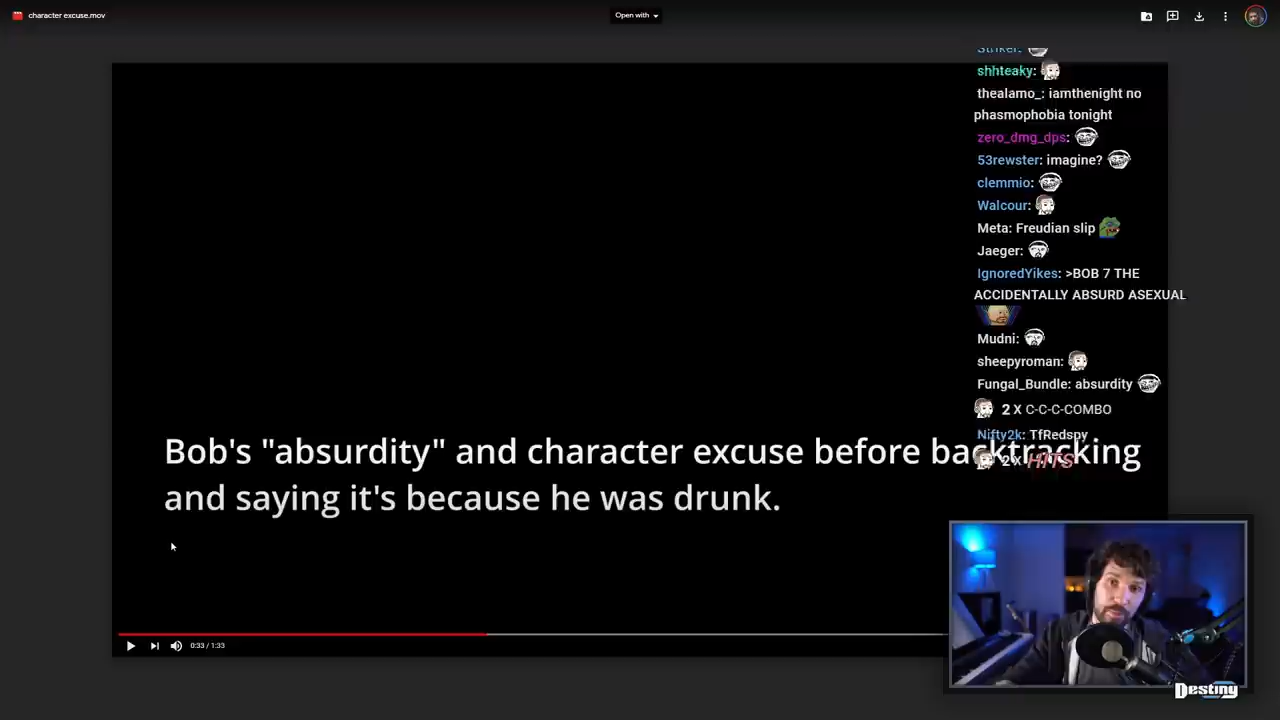 character excuse.mov
Open with
shhteaky:
thealamo_: iamthenight no
phasmophobia tonight
zero_dmg_dps:
53rewster: imagine?
clemmio:
Walcour:
Meta: Freudian slip
Jaeger:
IgnoredYikes: >BOB 7 THE
ACCIDENTALLY ABSURD ASEXUAL
Mudni:
sheepyroman:
Fungal_Bundle: absurdity
2 X C-C-C-COMBO
Nifty2k: TfRedspy
2 X HITS
Bob's "absurdity" and character excuse before backtracking
and saying it's because he was drunk.
0:33 / 1:33
Destiny